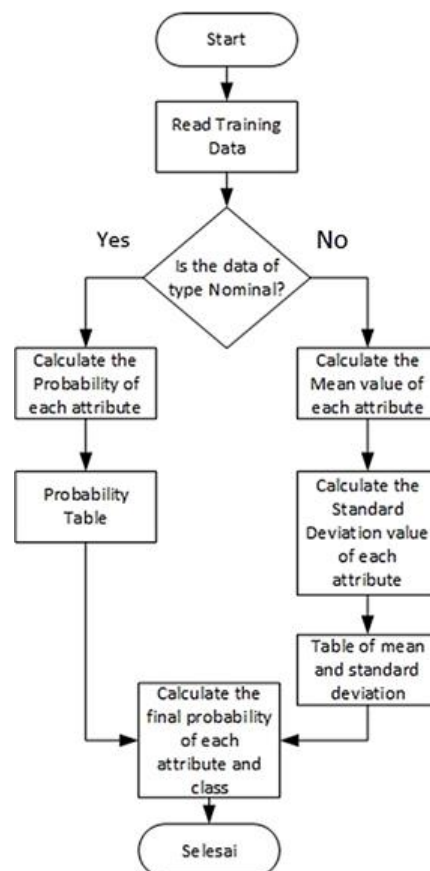 Start
Read Training
Data
Yes
No
Is the data of
type Nominal?
Calculate the
Probability of
each attribute
Calculate the
Mean value of
each attribute
Probability
Table
Calculate the
Standard
Deviation value
of each
attribute
Table of mean
and standard
deviation
Calculate the
final probability
of each
attribute and
class
Selesai